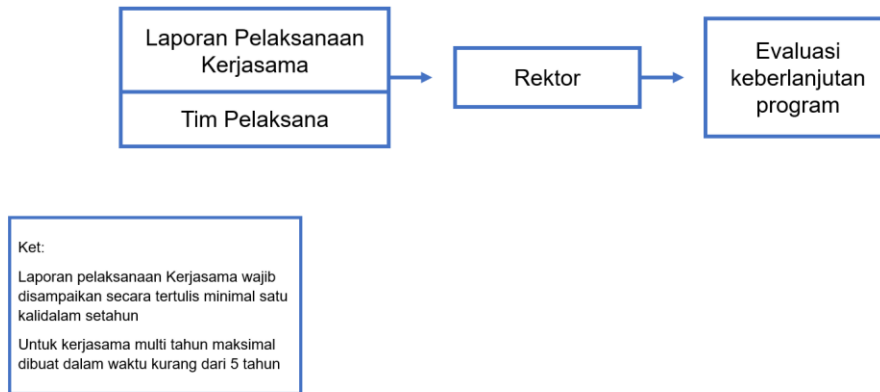 Laporan Pelaksanaan
Kerjasama
Tim Pelaksana
Rektor
Evaluasi
keberlanjutan
program
Ket:
Laporan pelaksanaan Kerjasama wajib
disampaikan secara tertulis minimal satu
kalidalam setahun
Untuk kerjasama multi tahun maksimal
dibuat dalam waktu kurang dari 5 tahun